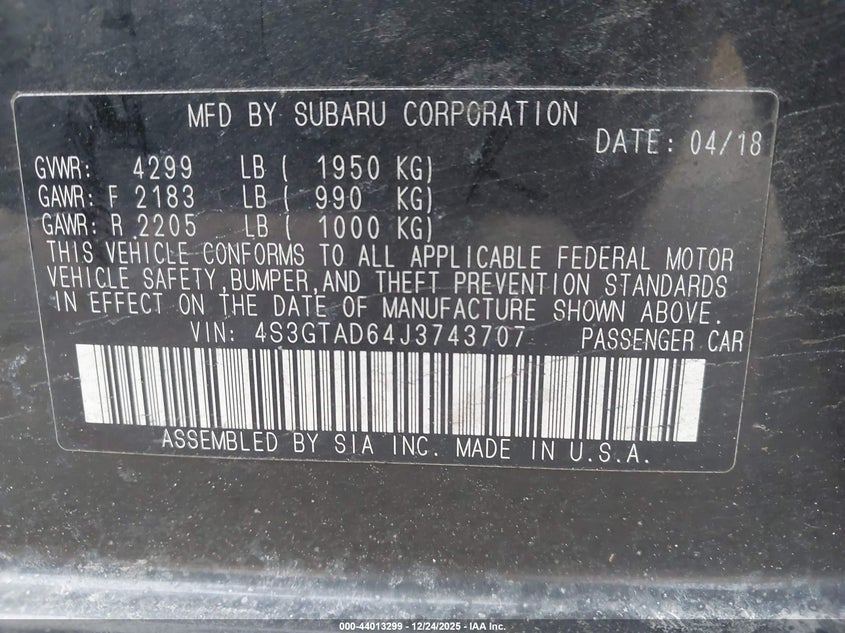 MFD BY SUBARU CORPORATION
DATE: 04/18
GVWR: 4299 LB ( 1950 KG)
GAWR: F 2183 LB ( 990 KG)
GAWR: R 2205 LB ( 1000 KG)
THIS VEHICLE CONFORMS TO ALL APPLICABLE FEDERAL MOTOR
VEHICLE SAFETY,BUMPER,AND THEFT PREVENTION STANDARDS
IN EFFECT ON THE DATE OF MANUFACTURE SHOWN ABOVE.
VIN: 4S3GTAD64J3743707 PASSENGER CAR
ASSEMBLED BY SIA INC. MADE IN U.S.A.
000-44013299 - 12/24/2025 - IAA Inc.